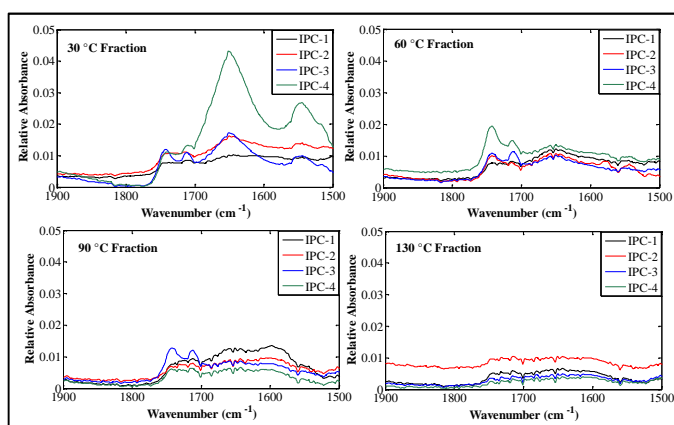 30 °C Fraction
IPC-1
IPC-2
IPC-3
IPC-4
0.05
0.04
0.03
0.02
0.01
0
1900
1800
1700
1600
1500
Relative Absorbance
Wavenumber (cm-1)
60 °C Fraction
IPC-1
IPC-2
IPC-3
IPC-4
0.05
0.04
0.03
0.02
0.01
0
1900
1800
1700
1600
1500
Relative Absorbance
Wavenumber (cm-1)
90 °C Fraction
IPC-1
IPC-2
IPC-3
IPC-4
0.05
0.04
0.03
0.02
0.01
0
1900
1800
1700
1600
1500
Relative Absorbance
Wavenumber (cm-1)
130 °C Fraction
IPC-1
IPC-2
IPC-3
IPC-4
0.05
0.04
0.03
0.02
0.01
0
1900
1800
1700
1600
1500
Relative Absorbance
Wavenumber (cm-1)